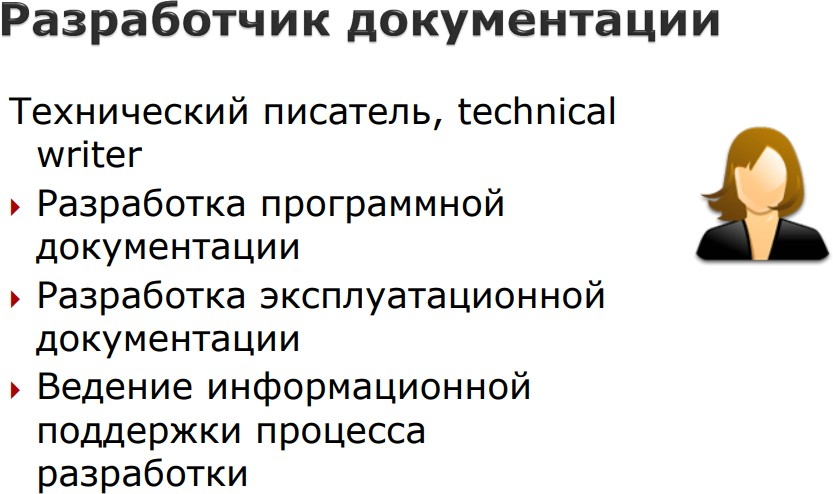 Разработчик документации
Технический писатель, technical
writer
Разработка программной
документации
Разработка эксплуатационной
документации
Ведение информационной
поддержки процесса
разработки